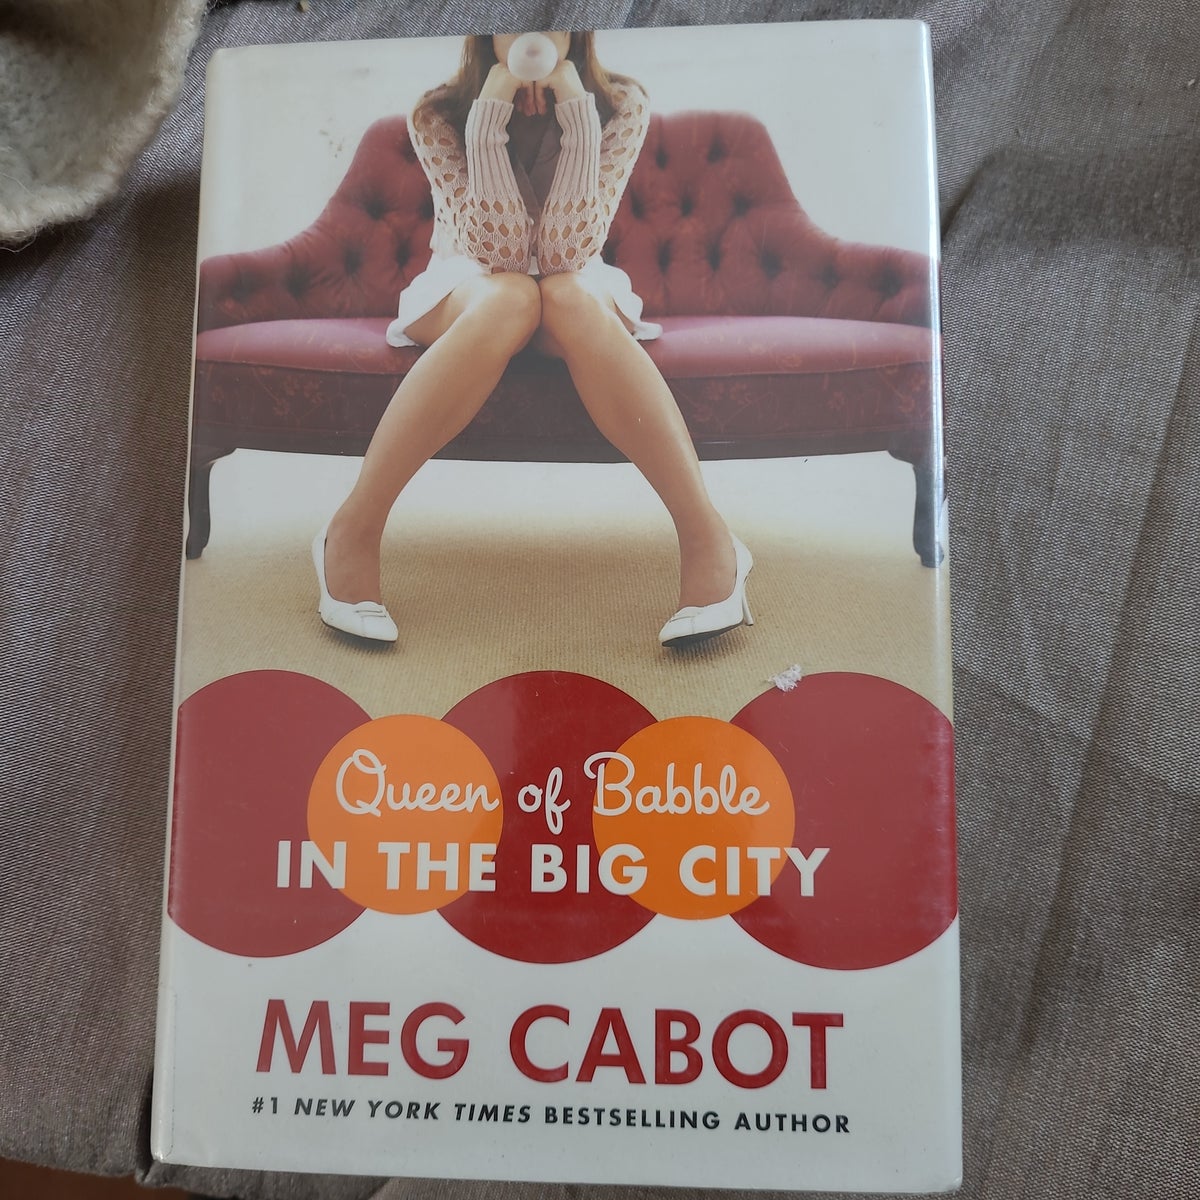 Queen of Babble
IN THE BIG CITY
MEG CABOT
#1 NEW YORK TIMES BESTSELLING AUTHOR